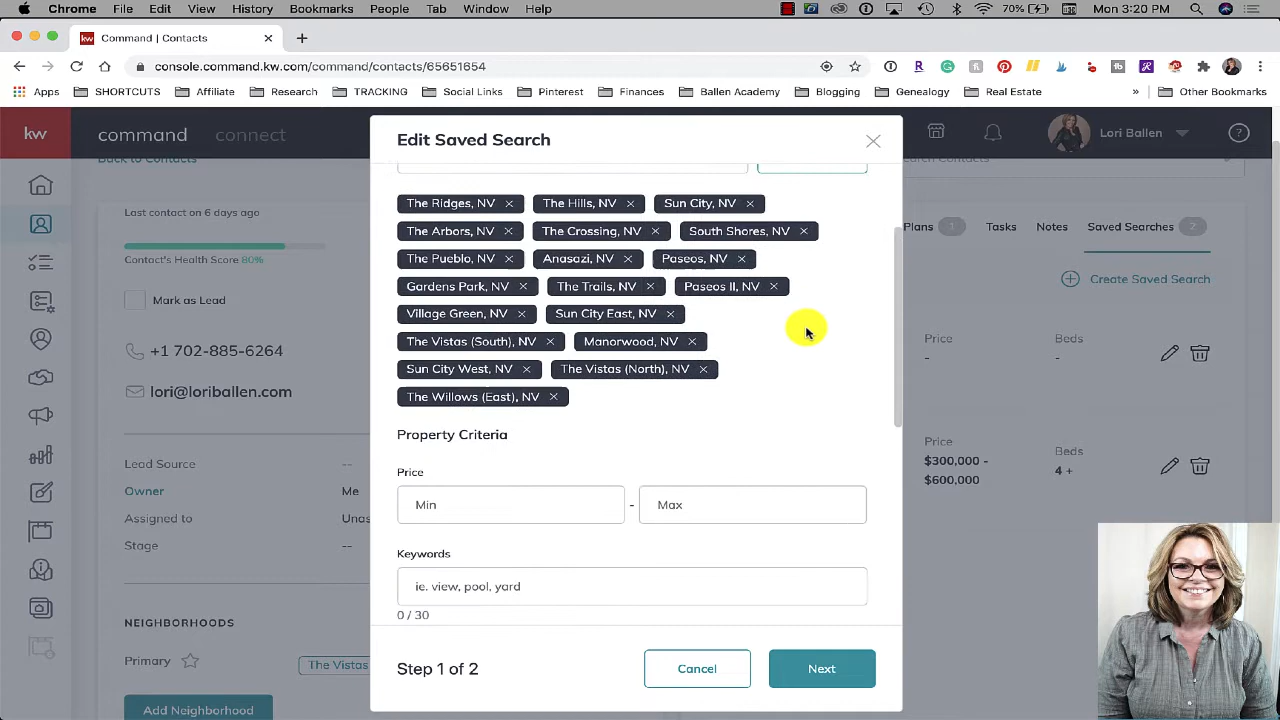 Chrome File Edit View History Bookmarks People Tab Window Help 70% Mon 3:20 PM
Command | Contacts
console.command.kw.com/command/contacts/65651654
Apps SHORTCUTS Affiliate Research TRACKING Social Links Pinterest Finances Ballen Academy Blogging Genealogy Real Estate » Other Bookmarks
kw command connect Lori Ballen
Back to Contacts
Edit Saved Search
Last contact on 6 days ago
Contact's Health Score 80%
Mark as Lead
+1 702-885-6264
lori@loriballen.com
Lead Source --
Owner Me
Assigned to
Stage --
NEIGHBORHOODS
Primary The Vistas
Add Neighborhood
The Ridges, NV The Hills, NV Sun City, NV
The Arbors, NV The Crossing, NV South Shores, NV
The Pueblo, NV Anasazi, NV Paseos, NV
Gardens Park, NV The Trails, NV Paseos II, NV
Village Green, NV Sun City East, NV
The Vistas (South), NV Manorwood, NV
Sun City West, NV The Vistas (North), NV
The Willows (East), NV
Property Criteria
Price
Min - Max
Keywords
ie. view, pool, yard
0 / 30
Step 1 of 2 Cancel Next
Contacts
Plans 1 Tasks Notes Saved Searches 2
Create Saved Search
Price Beds
- -
Price Beds
$300,000 - 4 +
$600,000